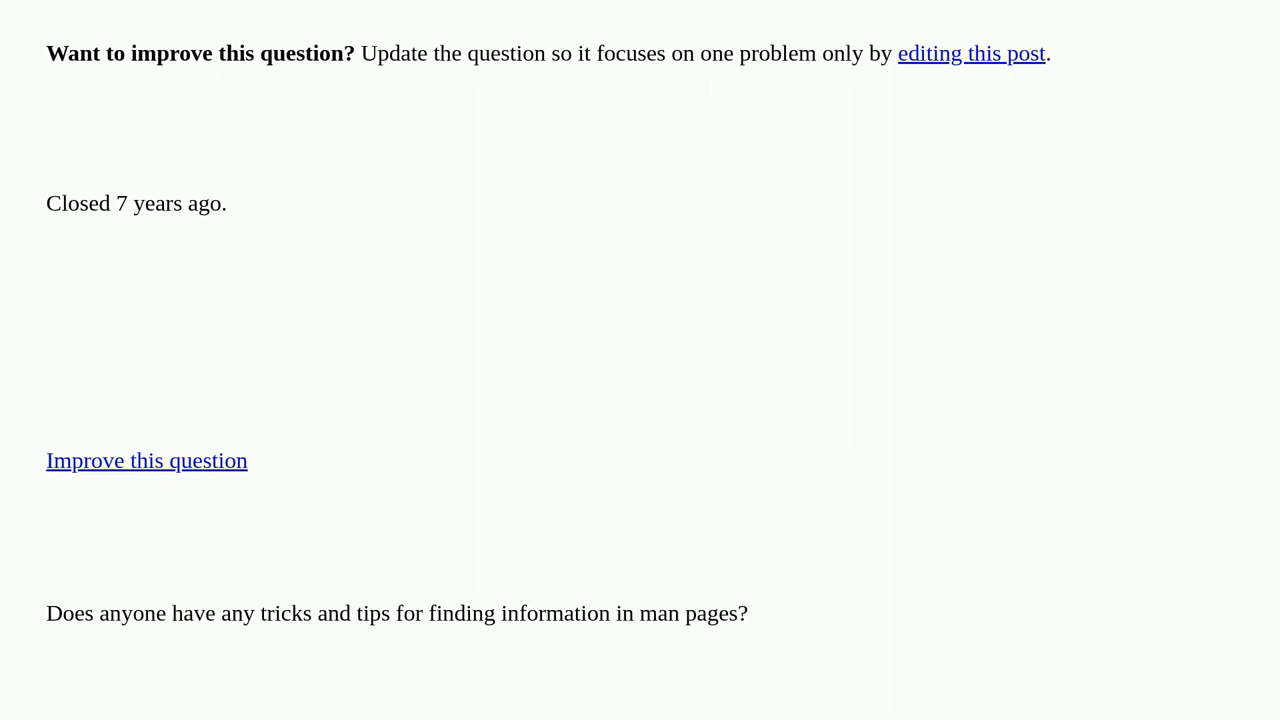 Want to improve this question? Update the question so it focuses on one problem only by editing this post.
Closed 7 years ago.
Improve this question
Does anyone have any tricks and tips for finding information in man pages?